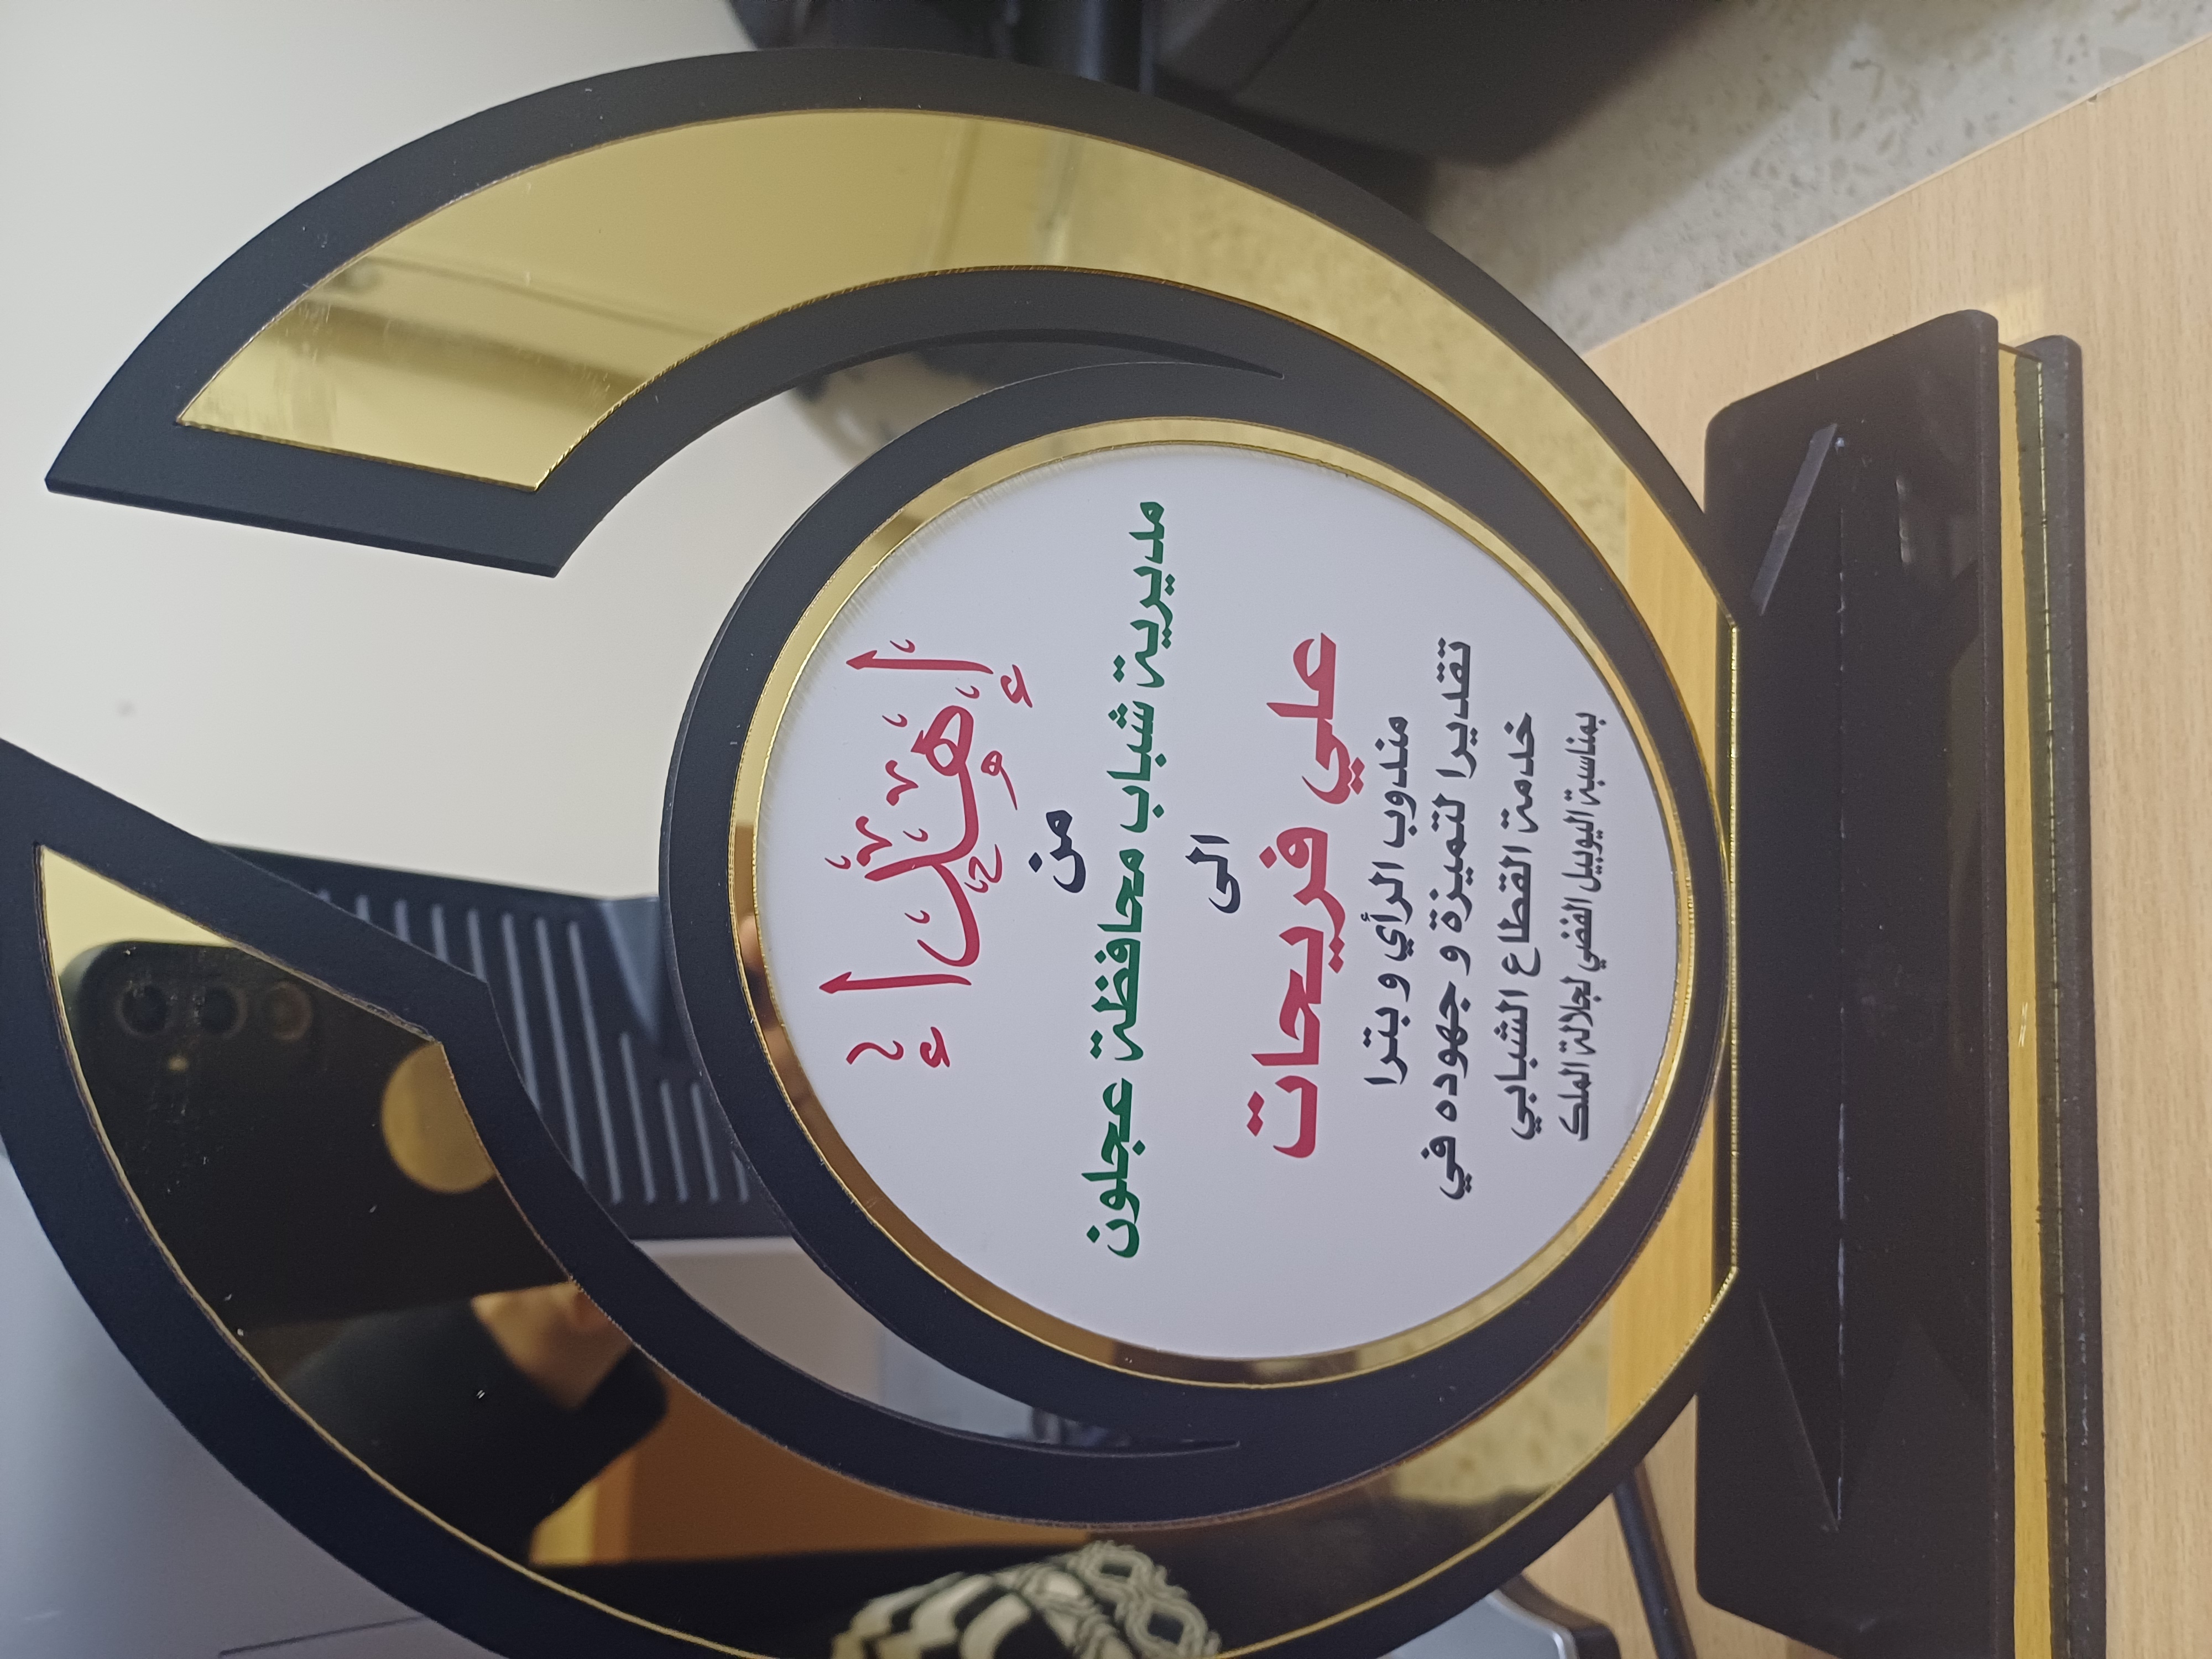 إهداء
من
مديرية شباب محافظة عجلون
الى
علي فريحات
مندوب الرأي و بترا
تقديرا لتميزة و جهوده في
خدمة القطاع الشبابي
بمناسبة اليوبيل الفضي لجلالة الملك